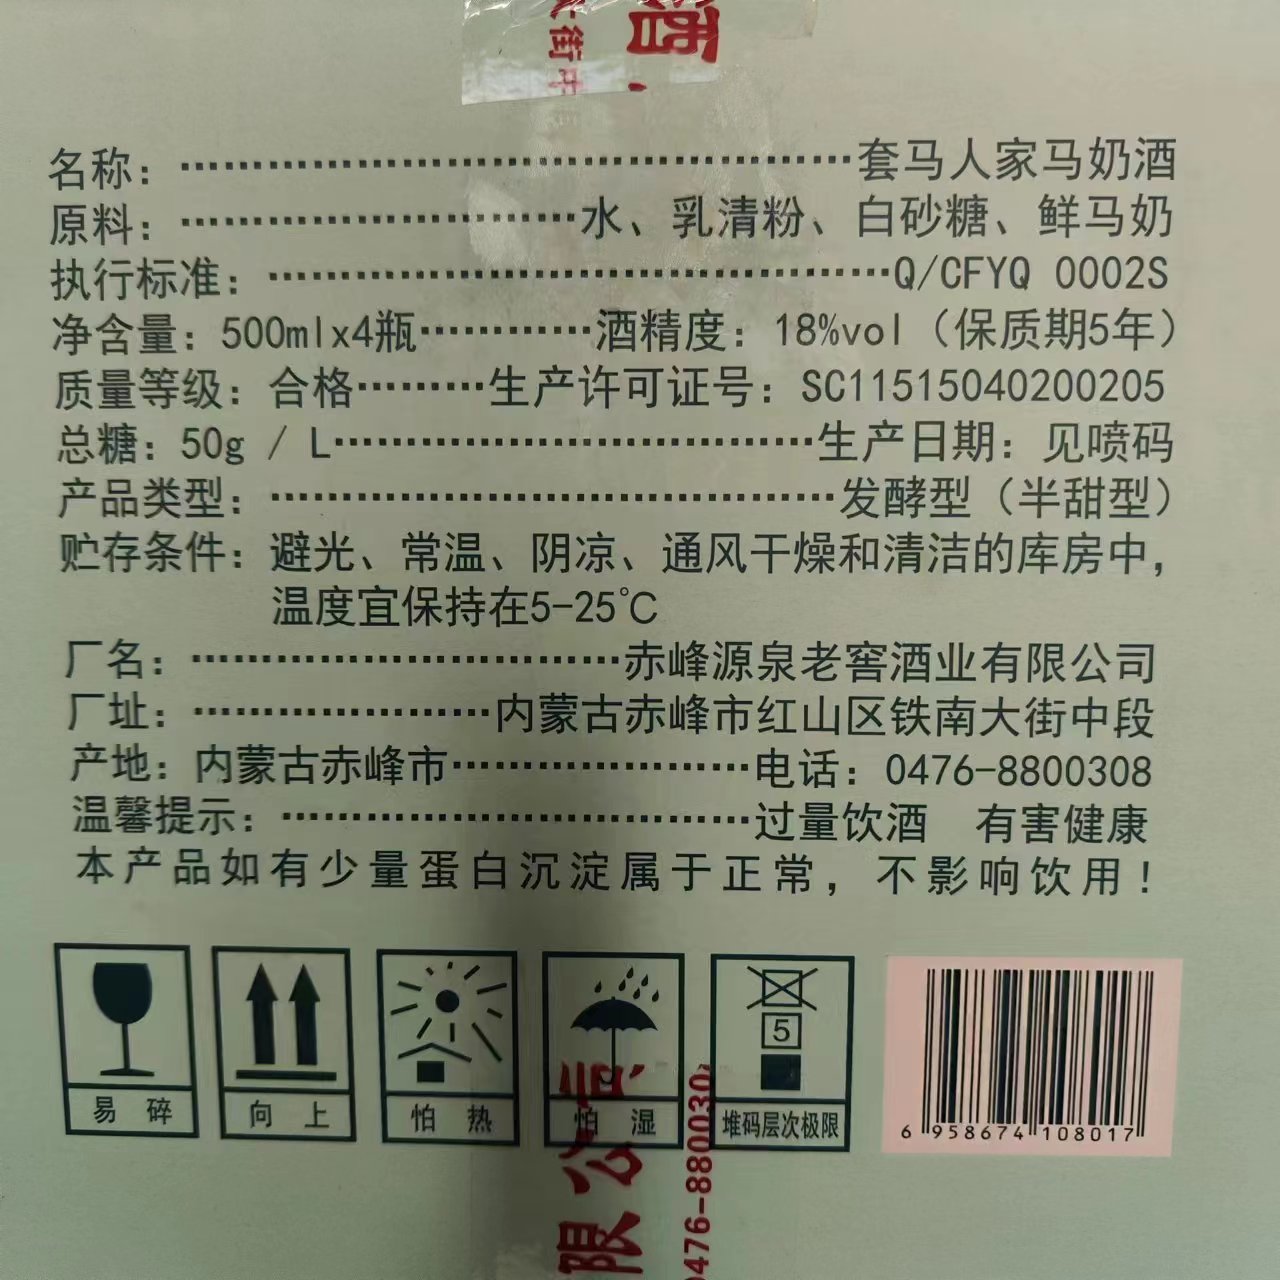 酒
大街中
名称：套马人家马奶酒
原料：水、乳清粉、白砂糖、鲜马奶
执行标准：Q/CFYQ 0002S
净含量：500mlx4瓶 酒精度：18%vol（保质期5年）
质量等级：合格 生产许可证号：SC11515040200205
总糖：50g / L 生产日期：见喷码
产品类型：发酵型（半甜型）
贮存条件：避光、常温、阴凉、通风干燥和清洁的库房中，
温度宜保持在5-25℃
厂名：赤峰源泉老窖酒业有限公司
厂址：内蒙古赤峰市红山区铁南大街中段
产地：内蒙古赤峰市 电话：0476-8800308
温馨提示：过量饮酒 有害健康
本产品如有少量蛋白沉淀属于正常，不影响饮用！
5
易碎
向上
怕热
怕湿
堆码层次极限
6 958674 108017
限公司
0476-880030